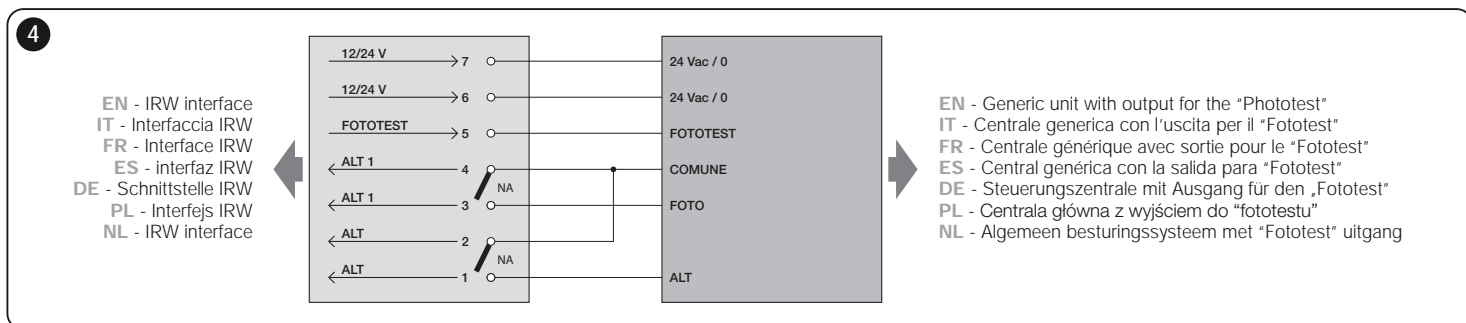 4
EN - IRW interface
IT - Interfaccia IRW
FR - Interface IRW
ES - interfaz IRW
DE - Schnittstelle IRW
PL - Interfejs IRW
NL - IRW interface
12/24 V 7
12/24 V 6
FOTOTEST 5
ALT 1 4
NA
ALT 1 3
ALT 2
NA
ALT 1
24 Vac / 0
24 Vac / 0
FOTOTEST
COMUNE
FOTO
ALT
EN - Generic unit with output for the "Phototest"
IT - Centrale generica con l'uscita per il "Fototest"
FR - Centrale générique avec sortie pour le "Fototest"
ES - Central genérica con la salida para "Fototest"
DE - Steuerungszentrale mit Ausgang für den „Fototest"
PL - Centrala główna z wyjściem do "fototestu"
NL - Algemeen besturingssysteem met "Fototest" uitgang